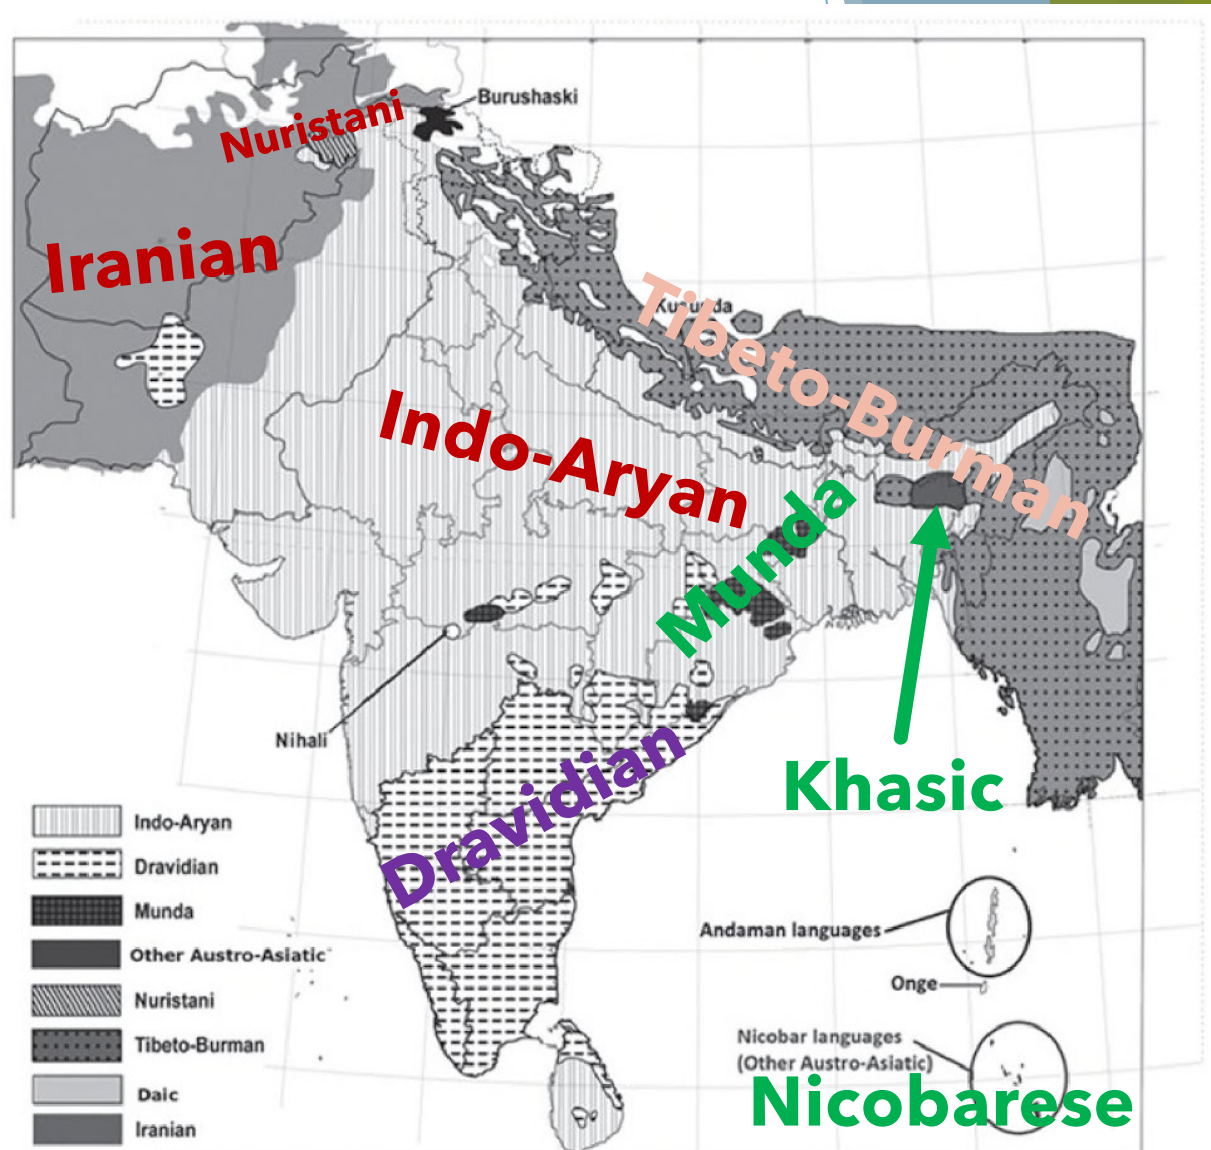 Burushaski
Nuristani
Iranian
Kusunda
Tibeto-Burman
Indo-Aryan
Munda
Nihali
Dravidian
Khasic
Indo-Aryan
Dravidian
Munda
Other Austro-Asiatic
Nuristani
Tibeto-Burman
Daic
Iranian
Andaman languages
Onge
Nicobar languages
(Other Austro-Asiatic)
Nicobarese